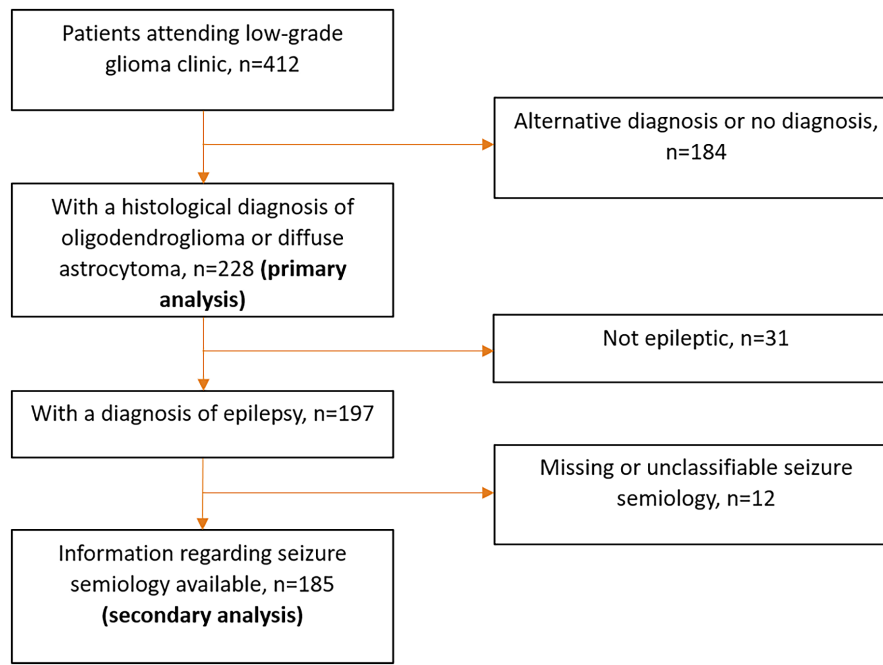 Patients attending low-grade
glioma clinic, n=412
Alternative diagnosis or no diagnosis,
n=184
With a histological diagnosis of
oligodendroglioma or diffuse
astrocytoma, n=228 (primary
analysis)
Not epileptic, n=31
With a diagnosis of epilepsy, n=197
Missing or unclassifiable seizure
semiology, n=12
Information regarding seizure
semiology available, n=185
(secondary analysis)